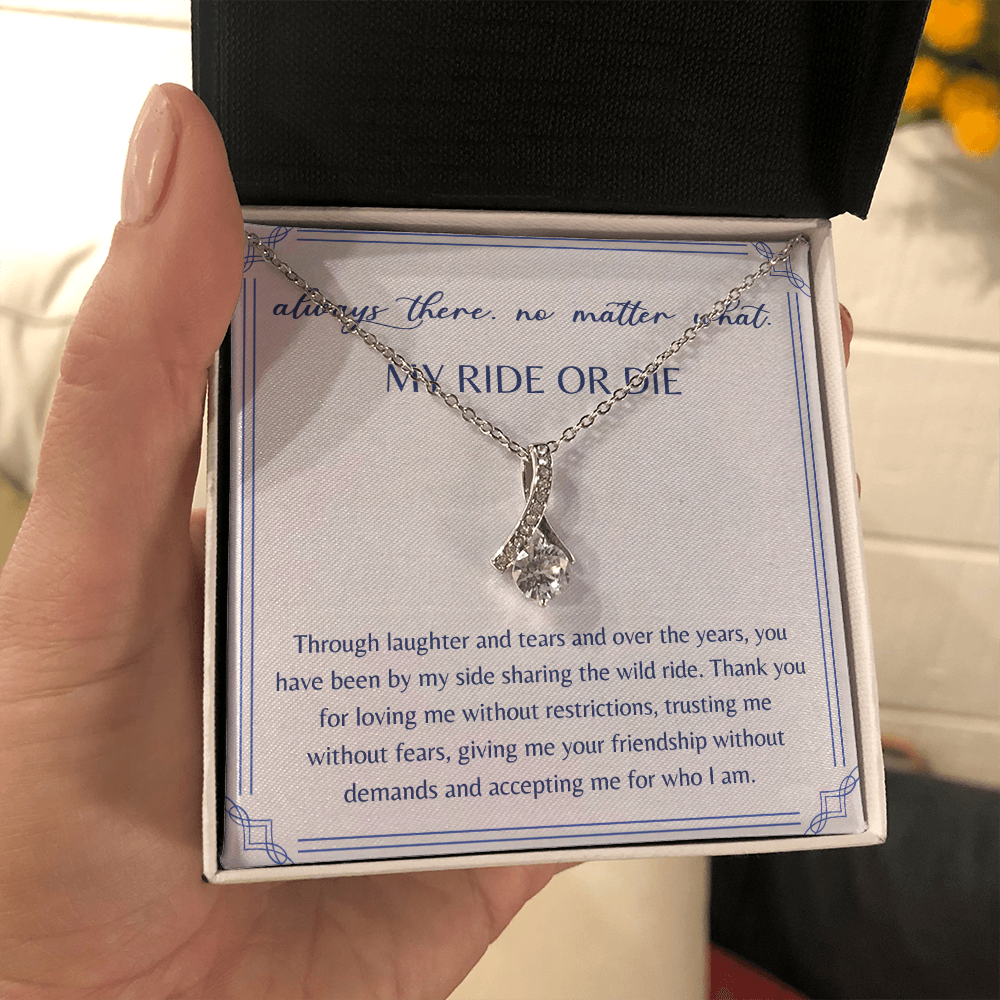 always there. no matter what.
MY RIDE OR DIE
Through laughter and tears and over the years, you
have been by my side sharing the wild ride. Thank you
for loving me without restrictions, trusting me
without fears, giving me your friendship without
demands and accepting me for who I am.